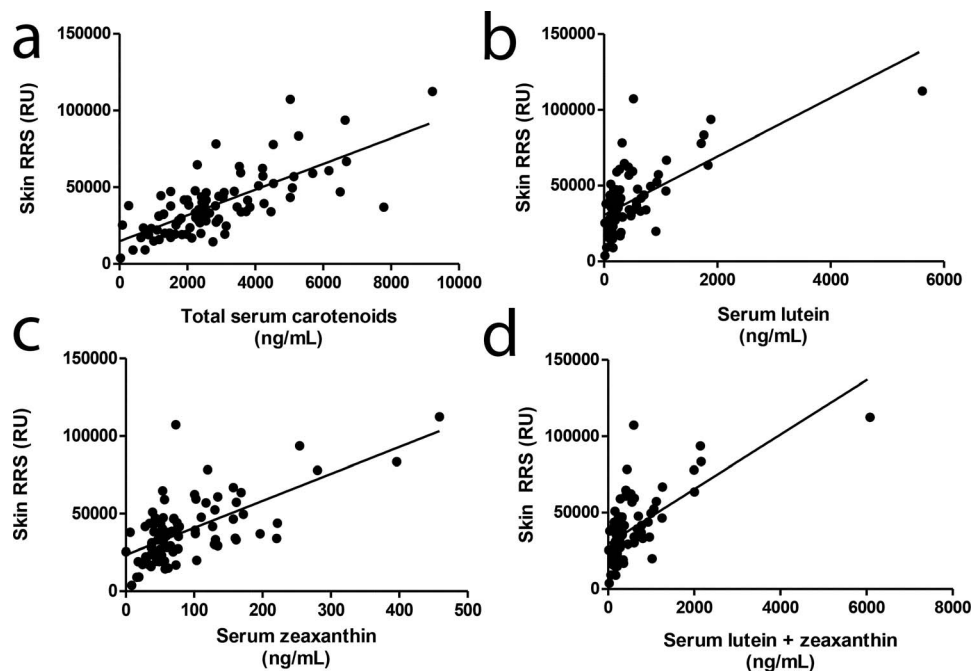 a
150000
100000
50000
0
Skin RRS (RU)
0 2000 4000 6000 8000 10000
Total serum carotenoids
(ng/mL)
b
150000
100000
50000
0
Skin RRS (RU)
0 2000 4000 6000
Serum lutein
(ng/mL)
c
150000
100000
50000
0
Skin RRS (RU)
0 100 200 300 400 500
Serum zeaxanthin
(ng/mL)
d
150000
100000
50000
0
Skin RRS (RU)
0 2000 4000 6000 8000
Serum lutein + zeaxanthin
(ng/mL)